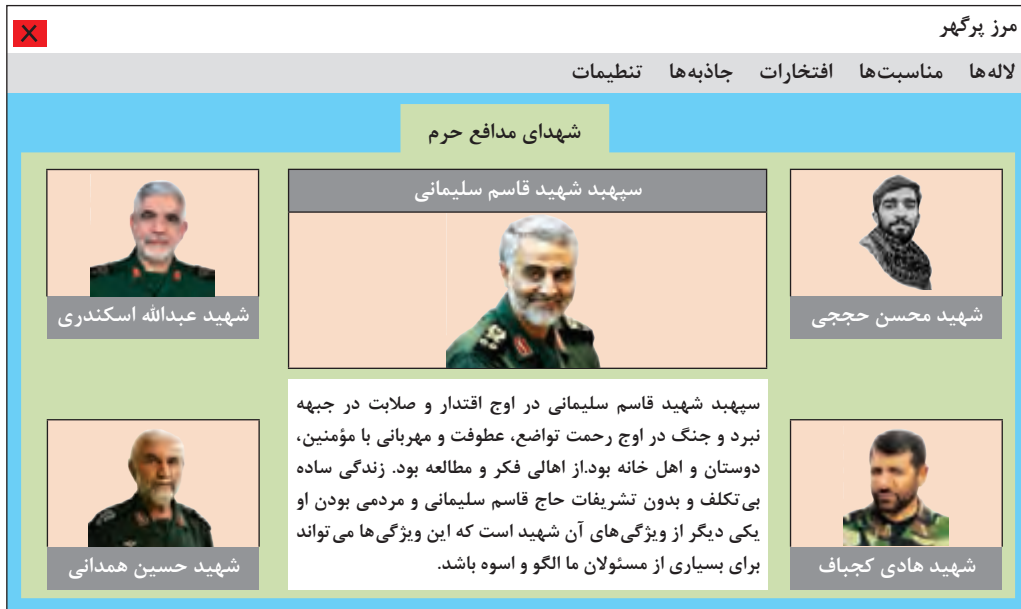 مرز پرگهر
X
لاله‌ها مناسبت‌ها افتخارات جاذبه‌ها تنطیمات
شهدای مدافع حرم
سپهبد شهید قاسم سلیمانی
شهید محسن حججی
شهید عبدالله اسکندری
سپهبد شهید قاسم سلیمانی در اوج اقتدار و صلابت در جبهه
نبرد و جنگ در اوج رحمت تواضع، عطوفت و مهربانی با مؤمنین،
دوستان و اهل خانه بود.از اهالی فکر و مطالعه بود. زندگی ساده
بی‌تکلف و بدون تشریفات حاج قاسم سلیمانی و مردمی بودن او
یکی دیگر از ویژگی‌های آن شهید است که این ویژگی‌ها می‌تواند
برای بسیاری از مسئولان ما الگو و اسوه باشد.
شهید هادی کجباف
شهید حسین همدانی